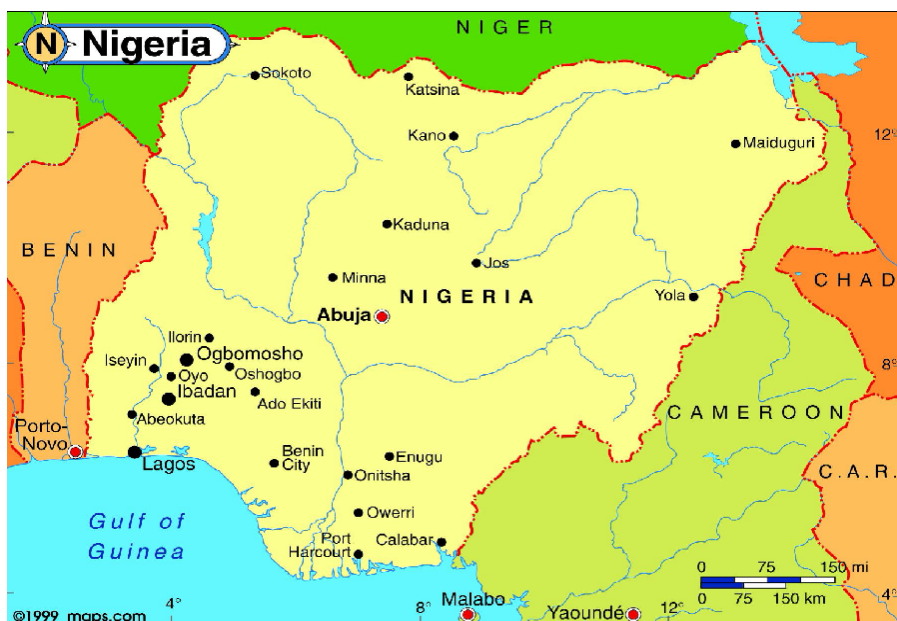 N Nigeria
NIGER
Sokoto
Katsina
Kano
12°
Maiduguri
Kaduna
BENIN
Jos
CHAD
Minna
NIGERIA
Yola
Abuja
Ilorin
Ogbomosho
Iseyin
Oyo
Oshogbo
8°
Ibadan
Ado Ekiti
Abeokuta
CAMEROON
Porto-
Novo
Lagos
Benin
City
Enugu
Onitsha
C.A.R.
Owerri
Gulf of
Guinea
Port
Harcourt
Calabar
0 75 150 mi
0 75 150 km
4°
8°
Malabo
Yaoundé
12°
4°
©1999 maps.com